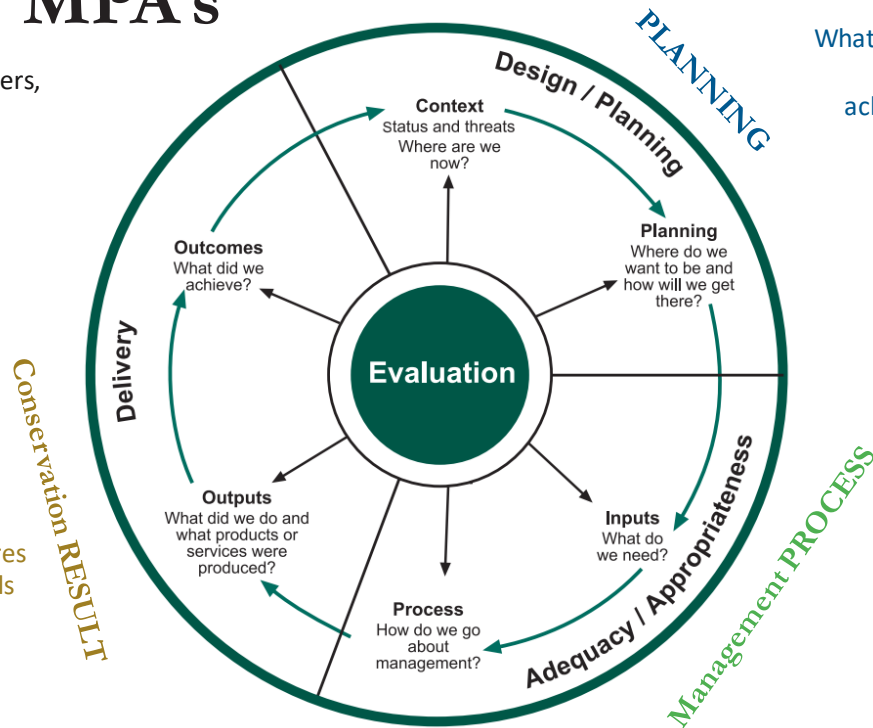 MPA's
ers,
What
ach
PLANNING
Design / Planning
Context
Status and threats
Where are we
now?
Planning
Where do we
want to be and
how will we get
there?
Outcomes
What did we
achieve?
Delivery
Evaluation
Conservation RESULT
Outputs
What did we do and
what products or
services were
produced?
Inputs
What do
we need?
Process
How do we go
about
management?
Adequacy / Appropriateness
Management PROCESS
res
ls